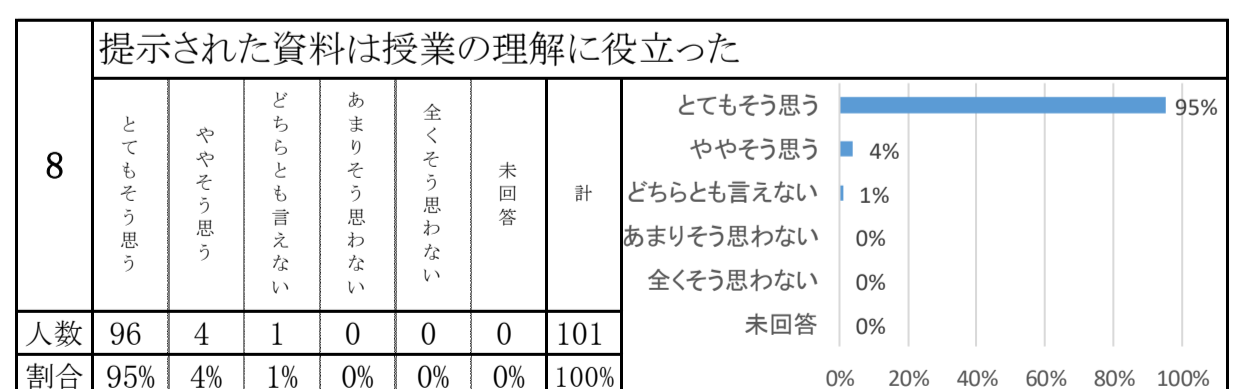 8
提示された資料は授業の理解に役立った
とてもそう思う
ややそう思う
どちらとも言えない
あまりそう思わない
全くそう思わない
未回答
計
人数 96 4 1 0 0 0 101
割合 95% 4% 1% 0% 0% 0% 100%
とてもそう思う 95%
ややそう思う 4%
どちらとも言えない 1%
あまりそう思わない 0%
全くそう思わない 0%
未回答 0%
0% 20% 40% 60% 80% 100%